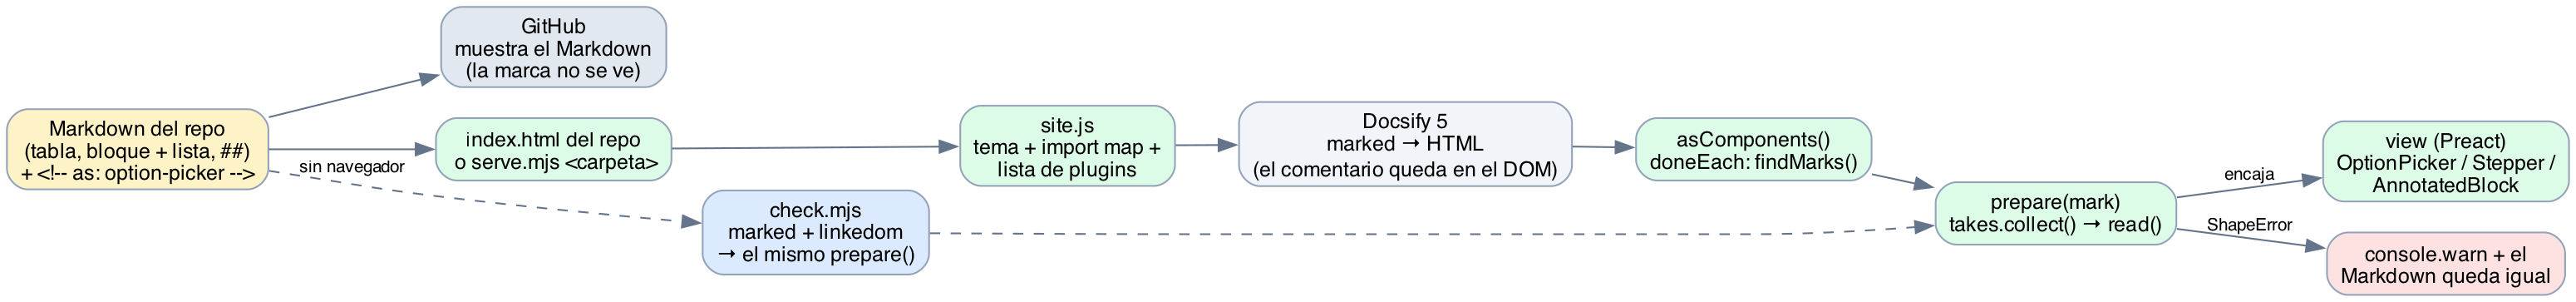 GitHub
muestra el Markdown
(la marca no se ve)
Markdown del repo
(tabla, bloque + lista, ##)
+ <!-- as: option-picker -->
index.html del repo
o serve.mjs <carpeta>
sin navegador
check.mjs
marked + linkedom
→ el mismo prepare()
site.js
tema + import map +
lista de plugins
Docsify 5
marked → HTML
(el comentario queda en el DOM)
asComponents()
doneEach: findMarks()
prepare(mark)
takes.collect() → read()
encaja
ShapeError
view (Preact)
OptionPicker / Stepper /
AnnotatedBlock
console.warn + el
Markdown queda igual